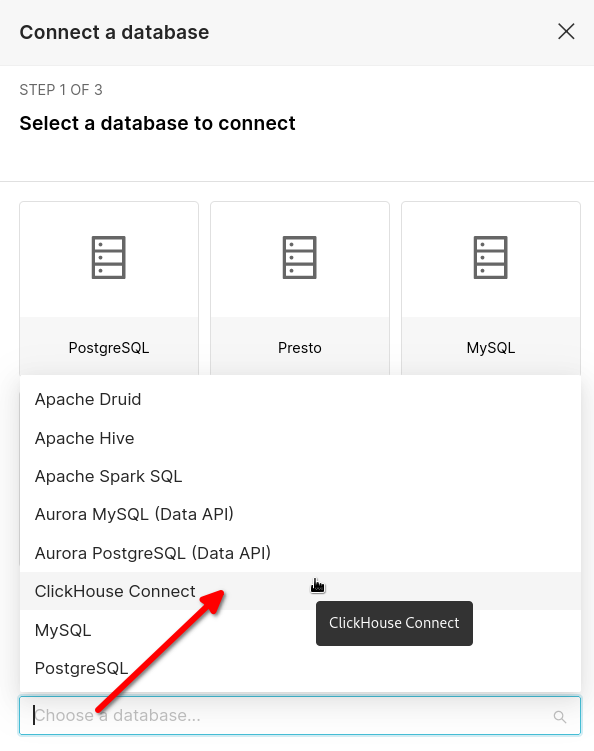 Connect a database
STEP 1 OF 3
Select a database to connect
PostgreSQL
Presto
MySQL
Apache Druid
Apache Hive
Apache Spark SQL
Aurora MySQL (Data API)
Aurora PostgreSQL (Data API)
ClickHouse Connect
ClickHouse Connect
MySQL
PostgreSQL
Choose a database...